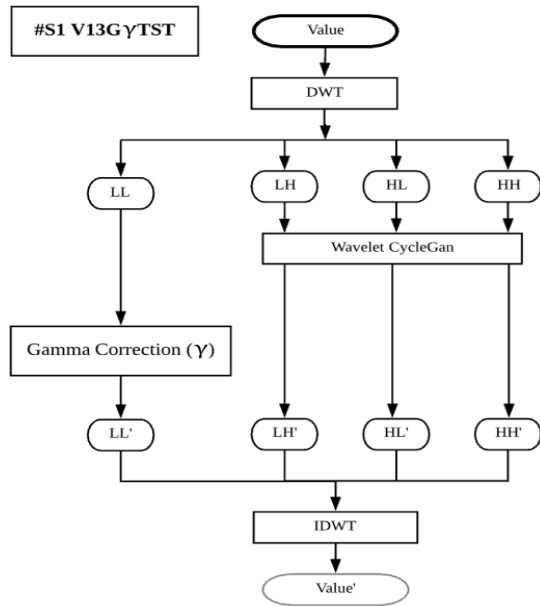 #S1 V13GγTST
Value
DWT
LL
LH
HL
HH
Wavelet CycleGan
Gamma Correction (γ)
LL'
LH'
HL'
HH'
IDWT
Value'